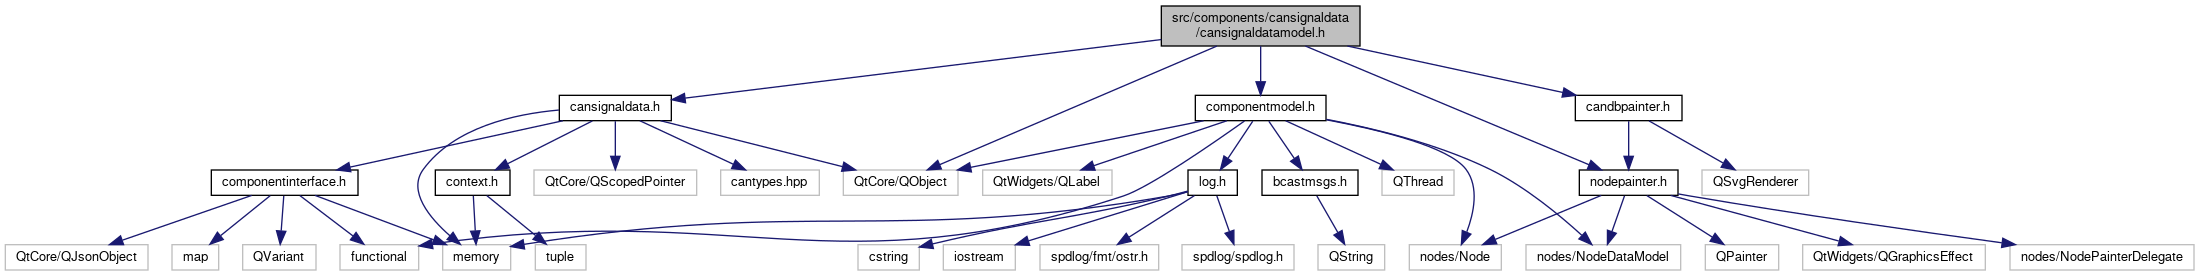 src/components/cansignaldata
/cansignaldatamodel.h
cansignaldata.h
componentmodel.h
candbpainter.h
componentinterface.h
context.h
QtCore/QScopedPointer
cantypes.hpp
QtCore/QObject
QtWidgets/QLabel
log.h
bcastmsgs.h
QThread
nodepainter.h
QSvgRenderer
QtCore/QJsonObject
map
QVariant
functional
memory
tuple
cstring
iostream
spdlog/fmt/ostr.h
spdlog/spdlog.h
QString
nodes/Node
nodes/NodeDataModel
QPainter
QtWidgets/QGraphicsEffect
nodes/NodePainterDelegate